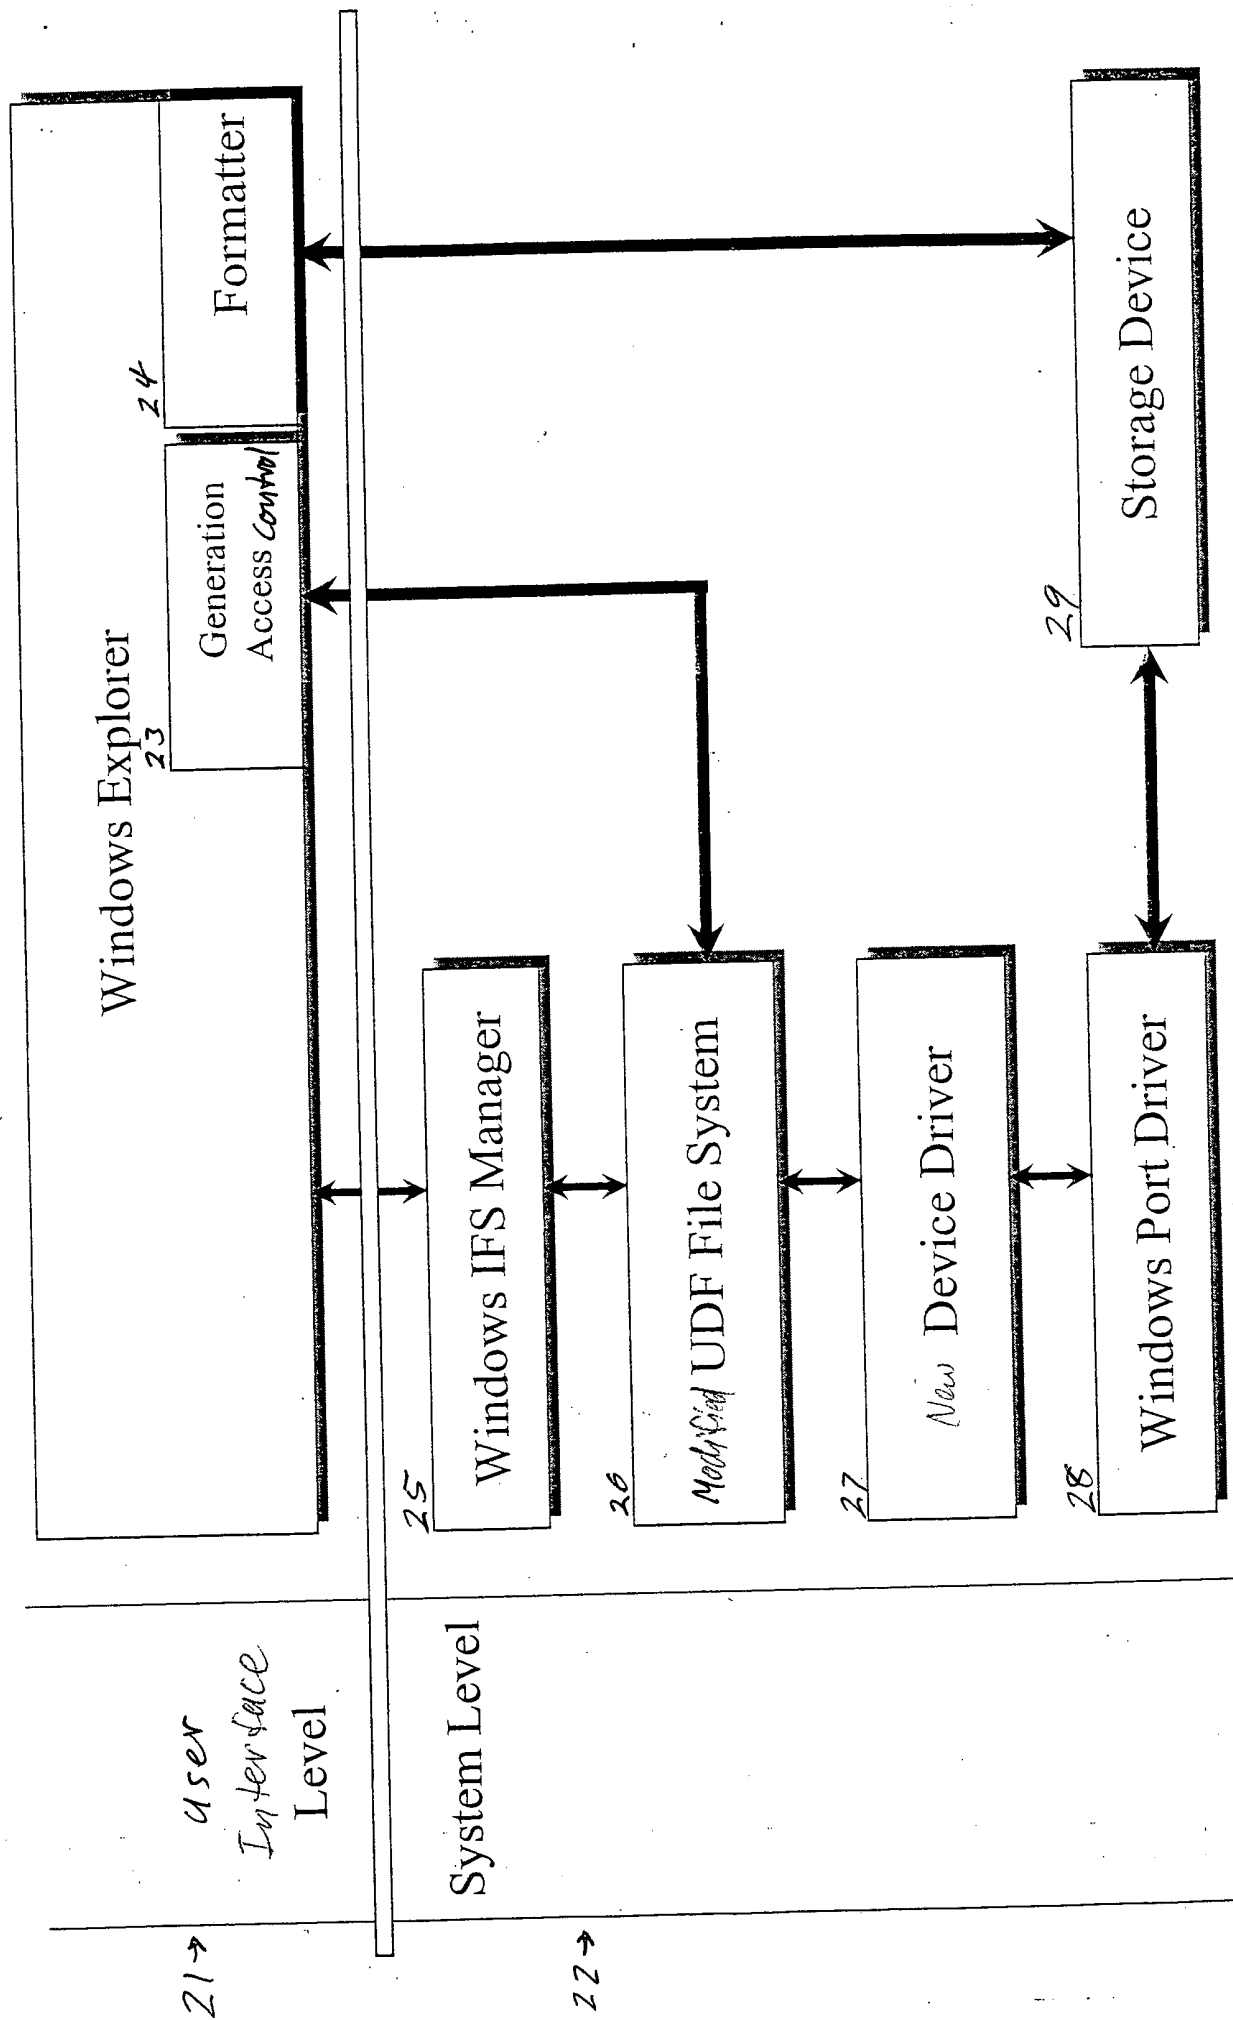 21→
User
Interface
Level
Windows Explorer
23
Generation
Access control
24
Formatter
22→
System Level
25
Windows IFS Manager
26
Modified UDF File System
27
New Device Driver
28
Windows Port Driver
29
Storage Device